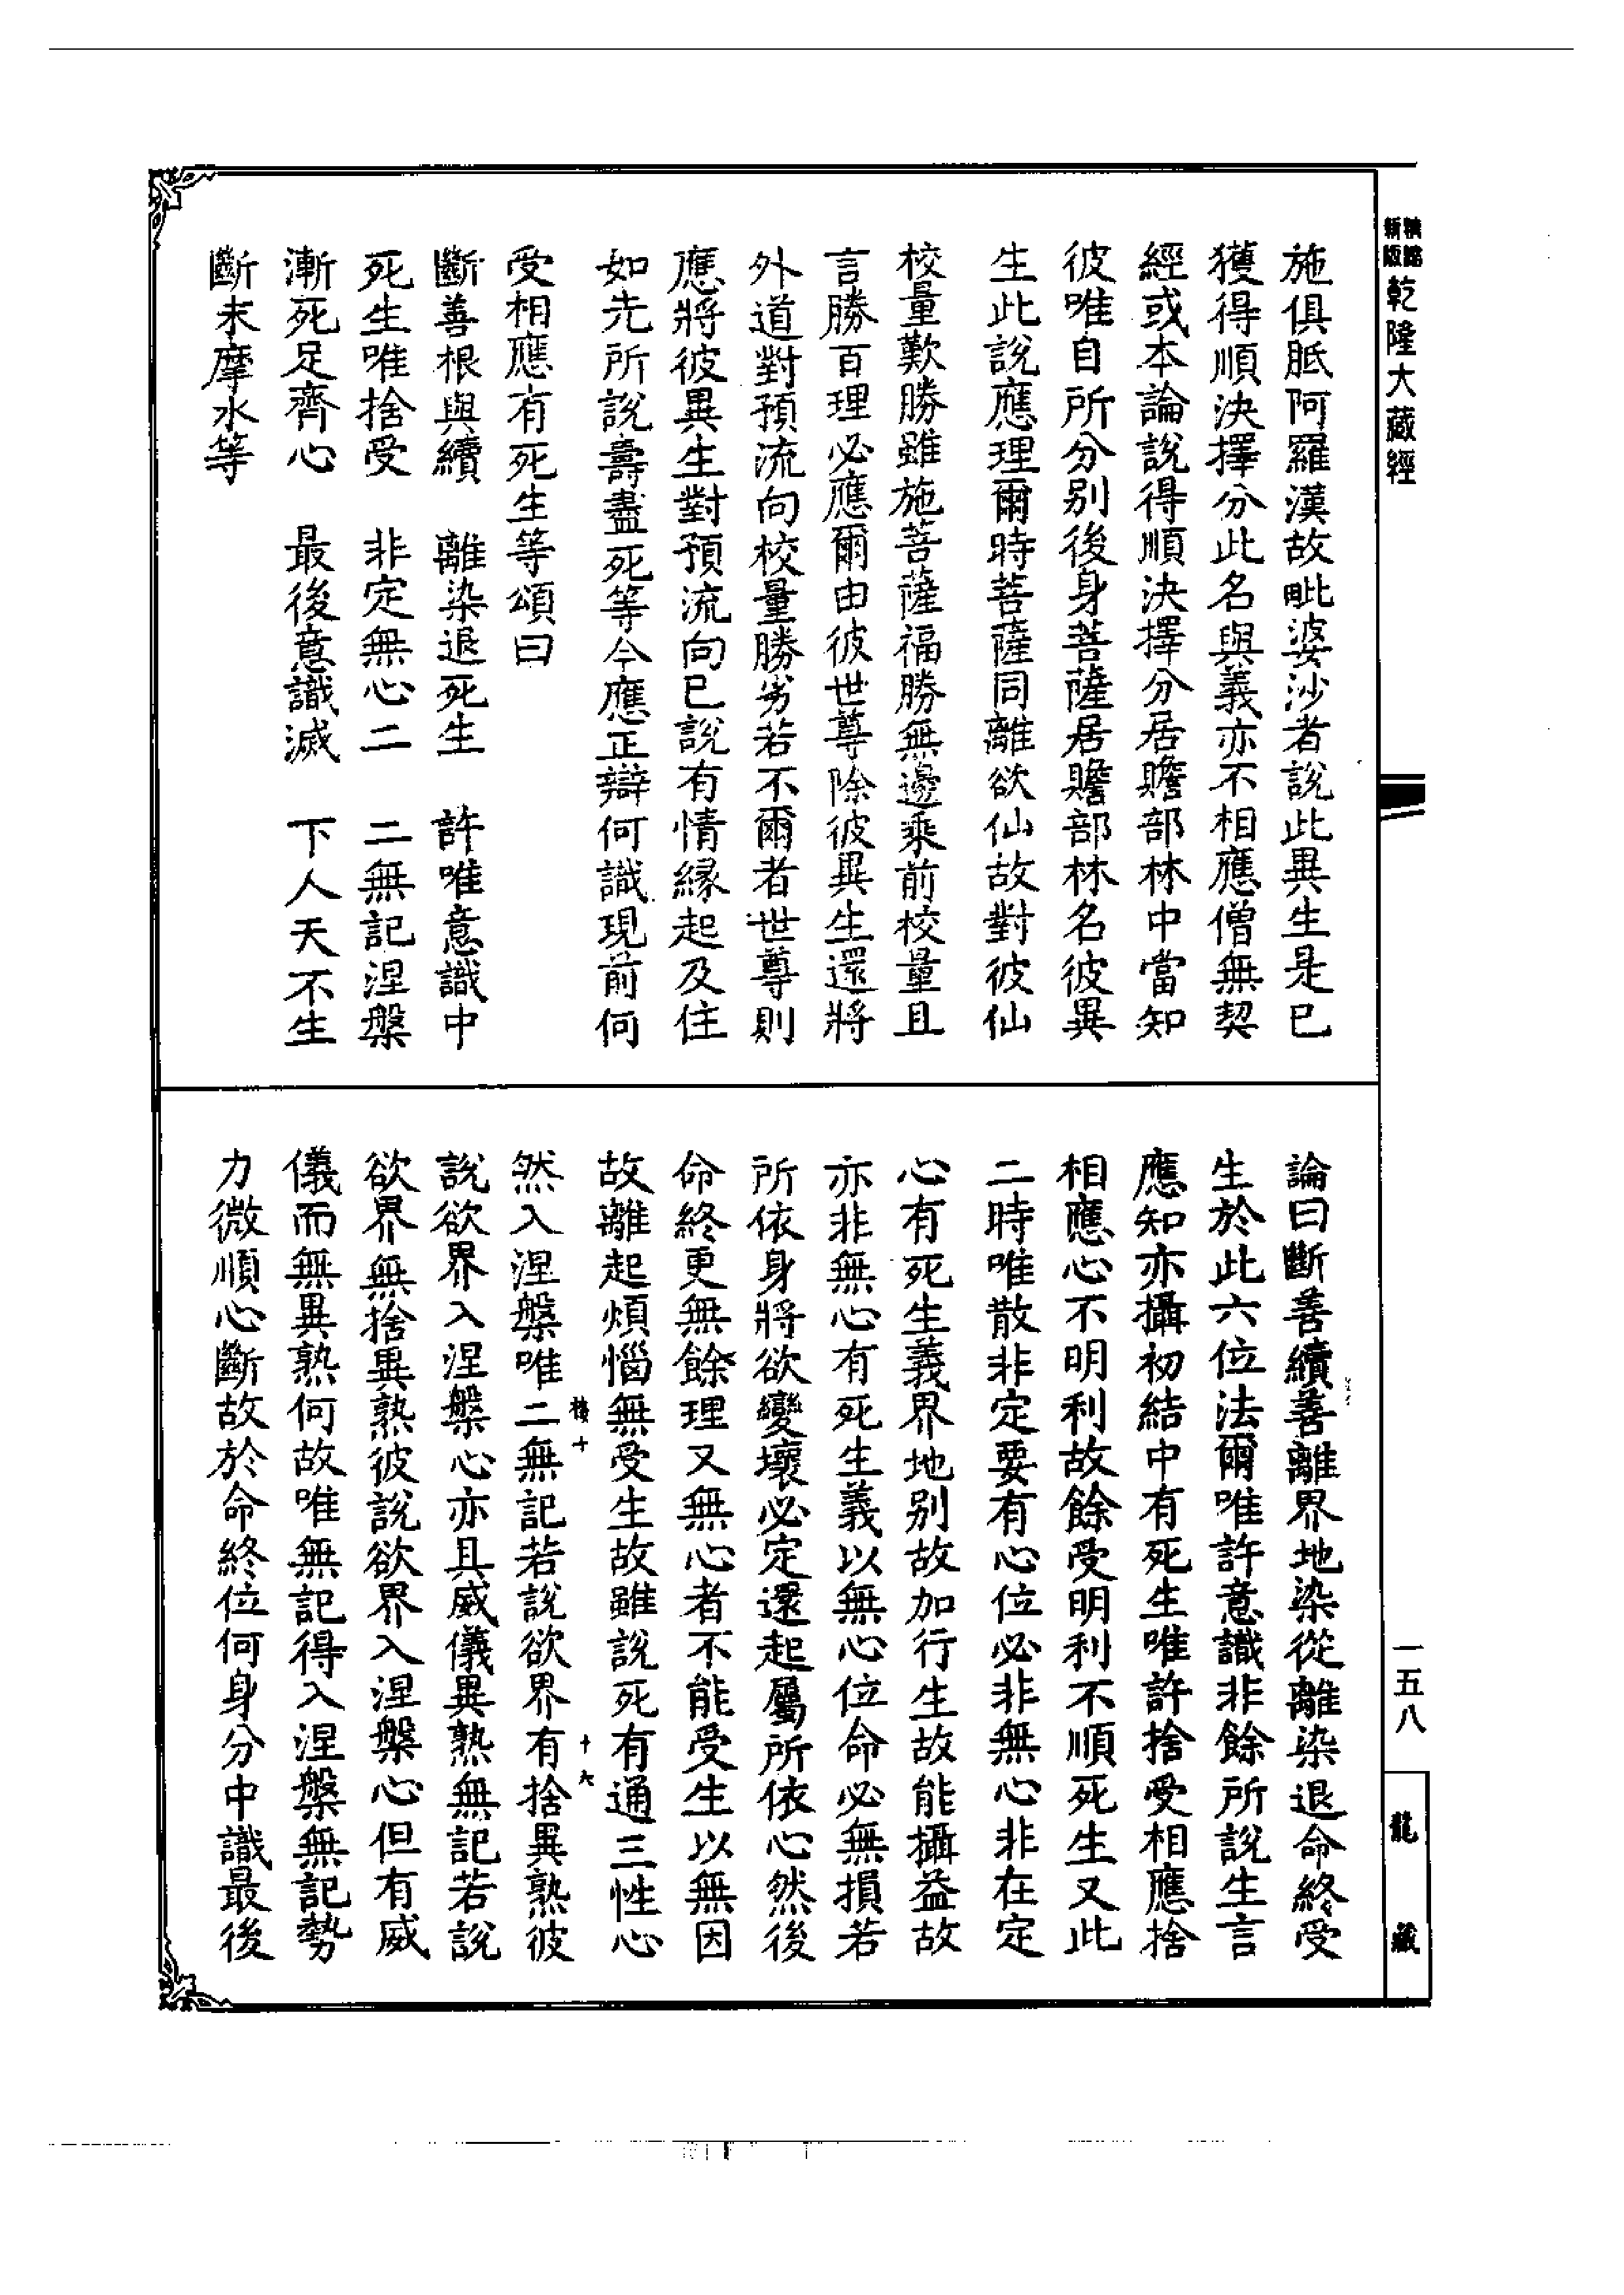 新版
精縮
乾隆大藏經
施俱胝阿羅漢故毗婆沙者說此異生是已
獲得順決擇分此名與義亦不相應僧無契
經或本論說得順決擇分居贍部林中當知
彼唯自所分別後身菩薩居贍部林名彼異
生此說應理爾時菩薩同離欲仙故對彼仙
校量歎勝雖施菩薩福勝無邊乘前校量且
言勝百理必應爾由彼世尊除彼異生還將
外道對預流向校量勝劣若不爾者世尊則
應將彼異生對預流向已說有情緣起及住
如先所說壽盡死等今應正辯何識現前何
受相應有死生等頌曰
斷善根與續　離染退死生　許唯意識中
死生唯捨受　非定無心二　二無記涅槃
漸死足齊心　最後意識滅　下人天不生
斷末摩水等
論曰斷善續善離界地染從離染退命終受
生於此六位法爾唯許意識非餘所說生言
應知亦攝初結中有死生唯許捨受相應捨
相應心不明利故餘受明利不順死生又此
二時唯散非定要有心位必非無心非在定
心有死生義界地別故加行生故能攝益故
亦非無心有死生義以無心位命必無損若
所依身將欲變壞必定還起屬所依心然後
命終更無餘理又無心者不能受生以無因
故離起煩惱無受生故雖說死有通三性心
然入涅槃唯二無記若說欲界有捨異熟彼
說欲界入涅槃心亦具威儀異熟無記若說
欲界無捨異熟彼說欲界入涅槃心但有威
儀而無異熟何故唯無記得入涅槃無記勢
力微順心斷故於命終位何身分中識最後
橫十
十六
一五八
龍藏